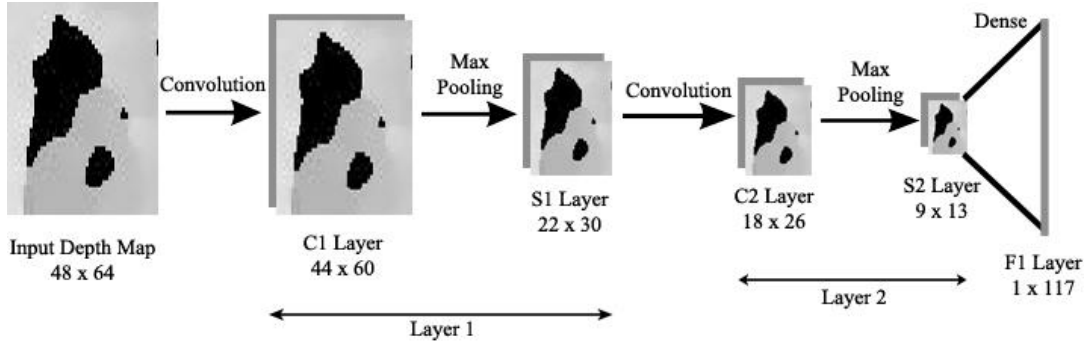 Input Depth Map
48 x 64
Convolution
C1 Layer
44 x 60
Max
Pooling
S1 Layer
22 x 30
Layer 1
Convolution
C2 Layer
18 x 26
Max
Pooling
S2 Layer
9 x 13
Layer 2
Dense
F1 Layer
1 x 117